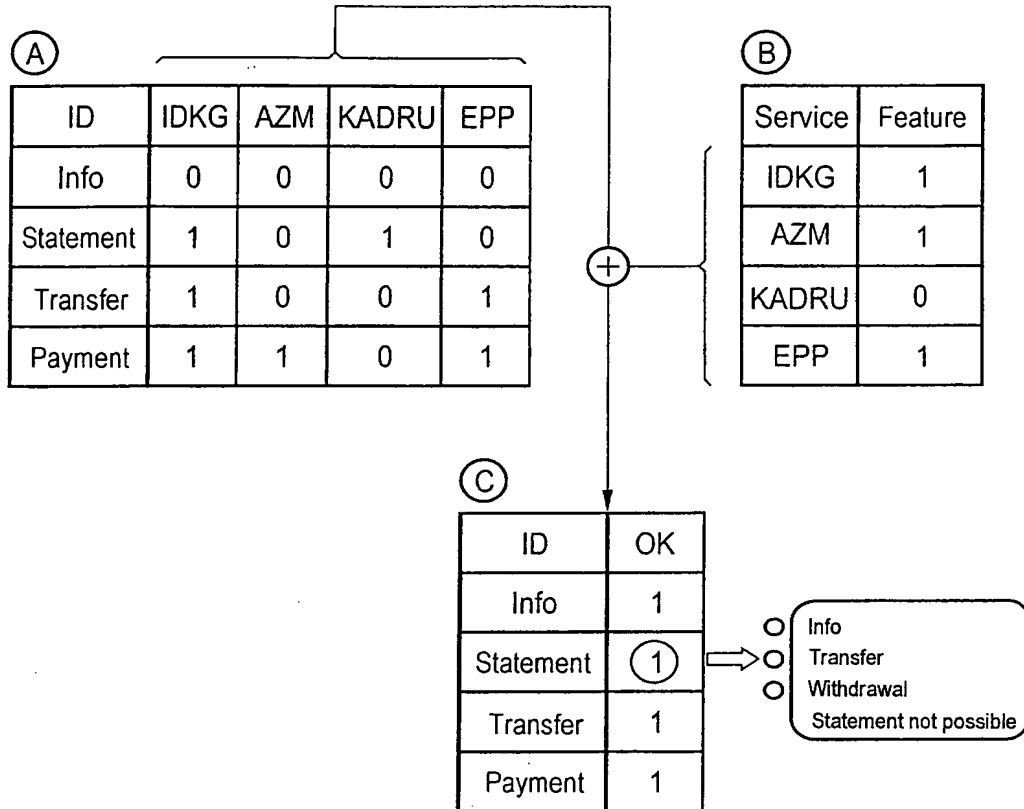 A
ID IDKG AZM KADRU EPP
Info 0 0 0 0
Statement 1 0 1 0
Transfer 1 0 0 1
Payment 1 1 0 1
B
Service Feature
IDKG 1
AZM 1
KADRU 0
EPP 1
+
C
ID OK
Info 1
Statement 1
Transfer 1
Payment 1
Info
Transfer
Withdrawal
Statement not possible